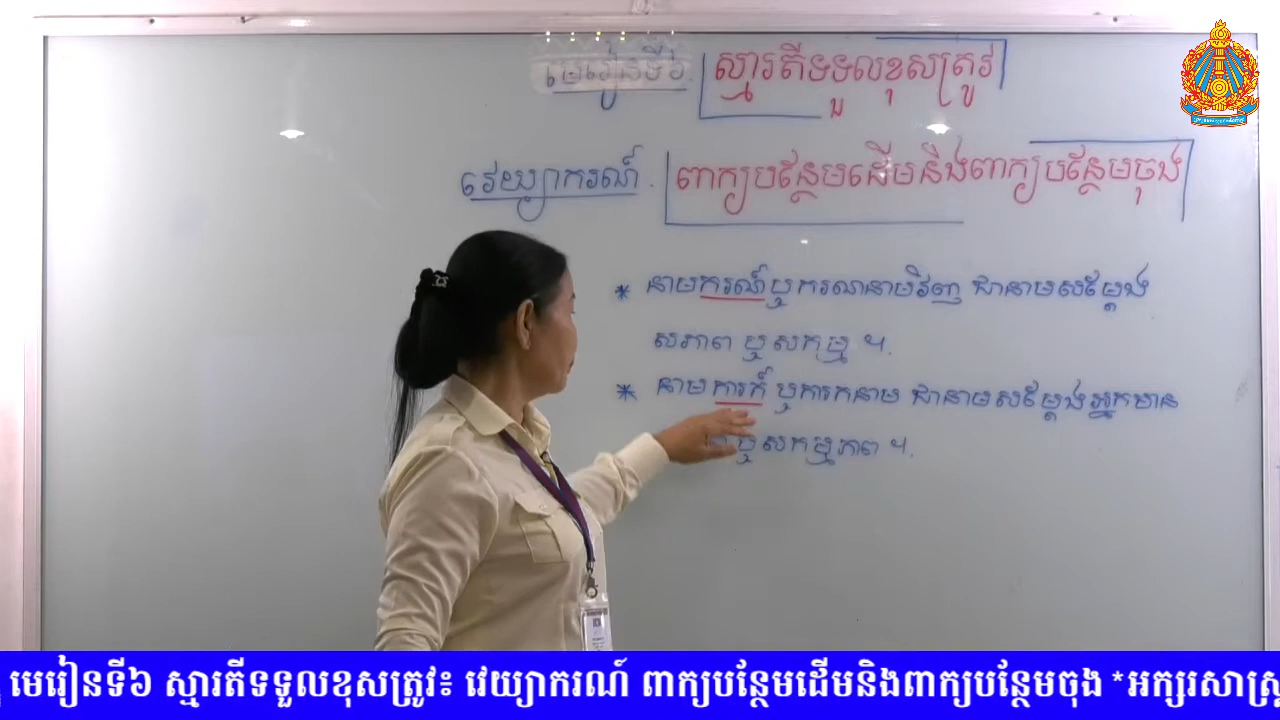 មេរៀនទី៦. ស្មារតីទទួលខុសត្រូវ
វេយ្យាករណ៍. ពាក្យបន្ថែមដើមនិងពាក្យបន្ថែមចុង
* នាមករណ៍ ឬ ករណនាមវិញ ជានាមសម្ដែង
សភាព ឬ សកម្ម ។
* នាមការក៍ ឬ ការកនាម ជានាមសម្ដែងអ្នកមាន
ឬ សកម្មភាព ។
មេរៀនទី៦ ស្មារតីទទួលខុសត្រូវ៖ វេយ្យាករណ៍ ពាក្យបន្ថែមដើមនិងពាក្យបន្ថែមចុង *អក្សរសាស្ត្រ